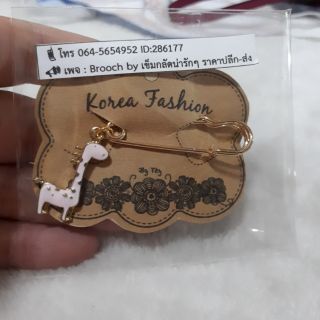 โทร 064-5654952 ID:286177
เพจ : Brooch by เข็มกลัดน่ารักๆ ราคาปลีก-ส่ง
Korea Fashion